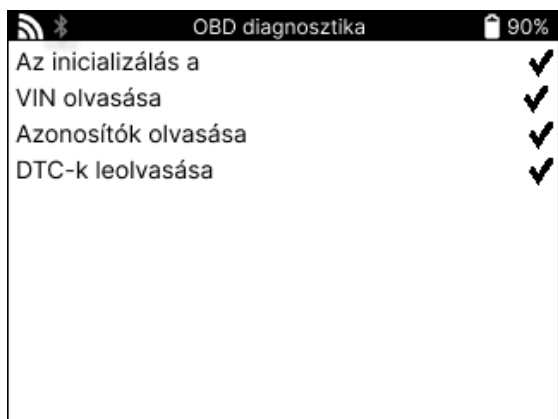 OBD diagnosztika 90%
Az inicializálás a
VIN olvasása
Azonosítók olvasása
DTC-k leolvasása